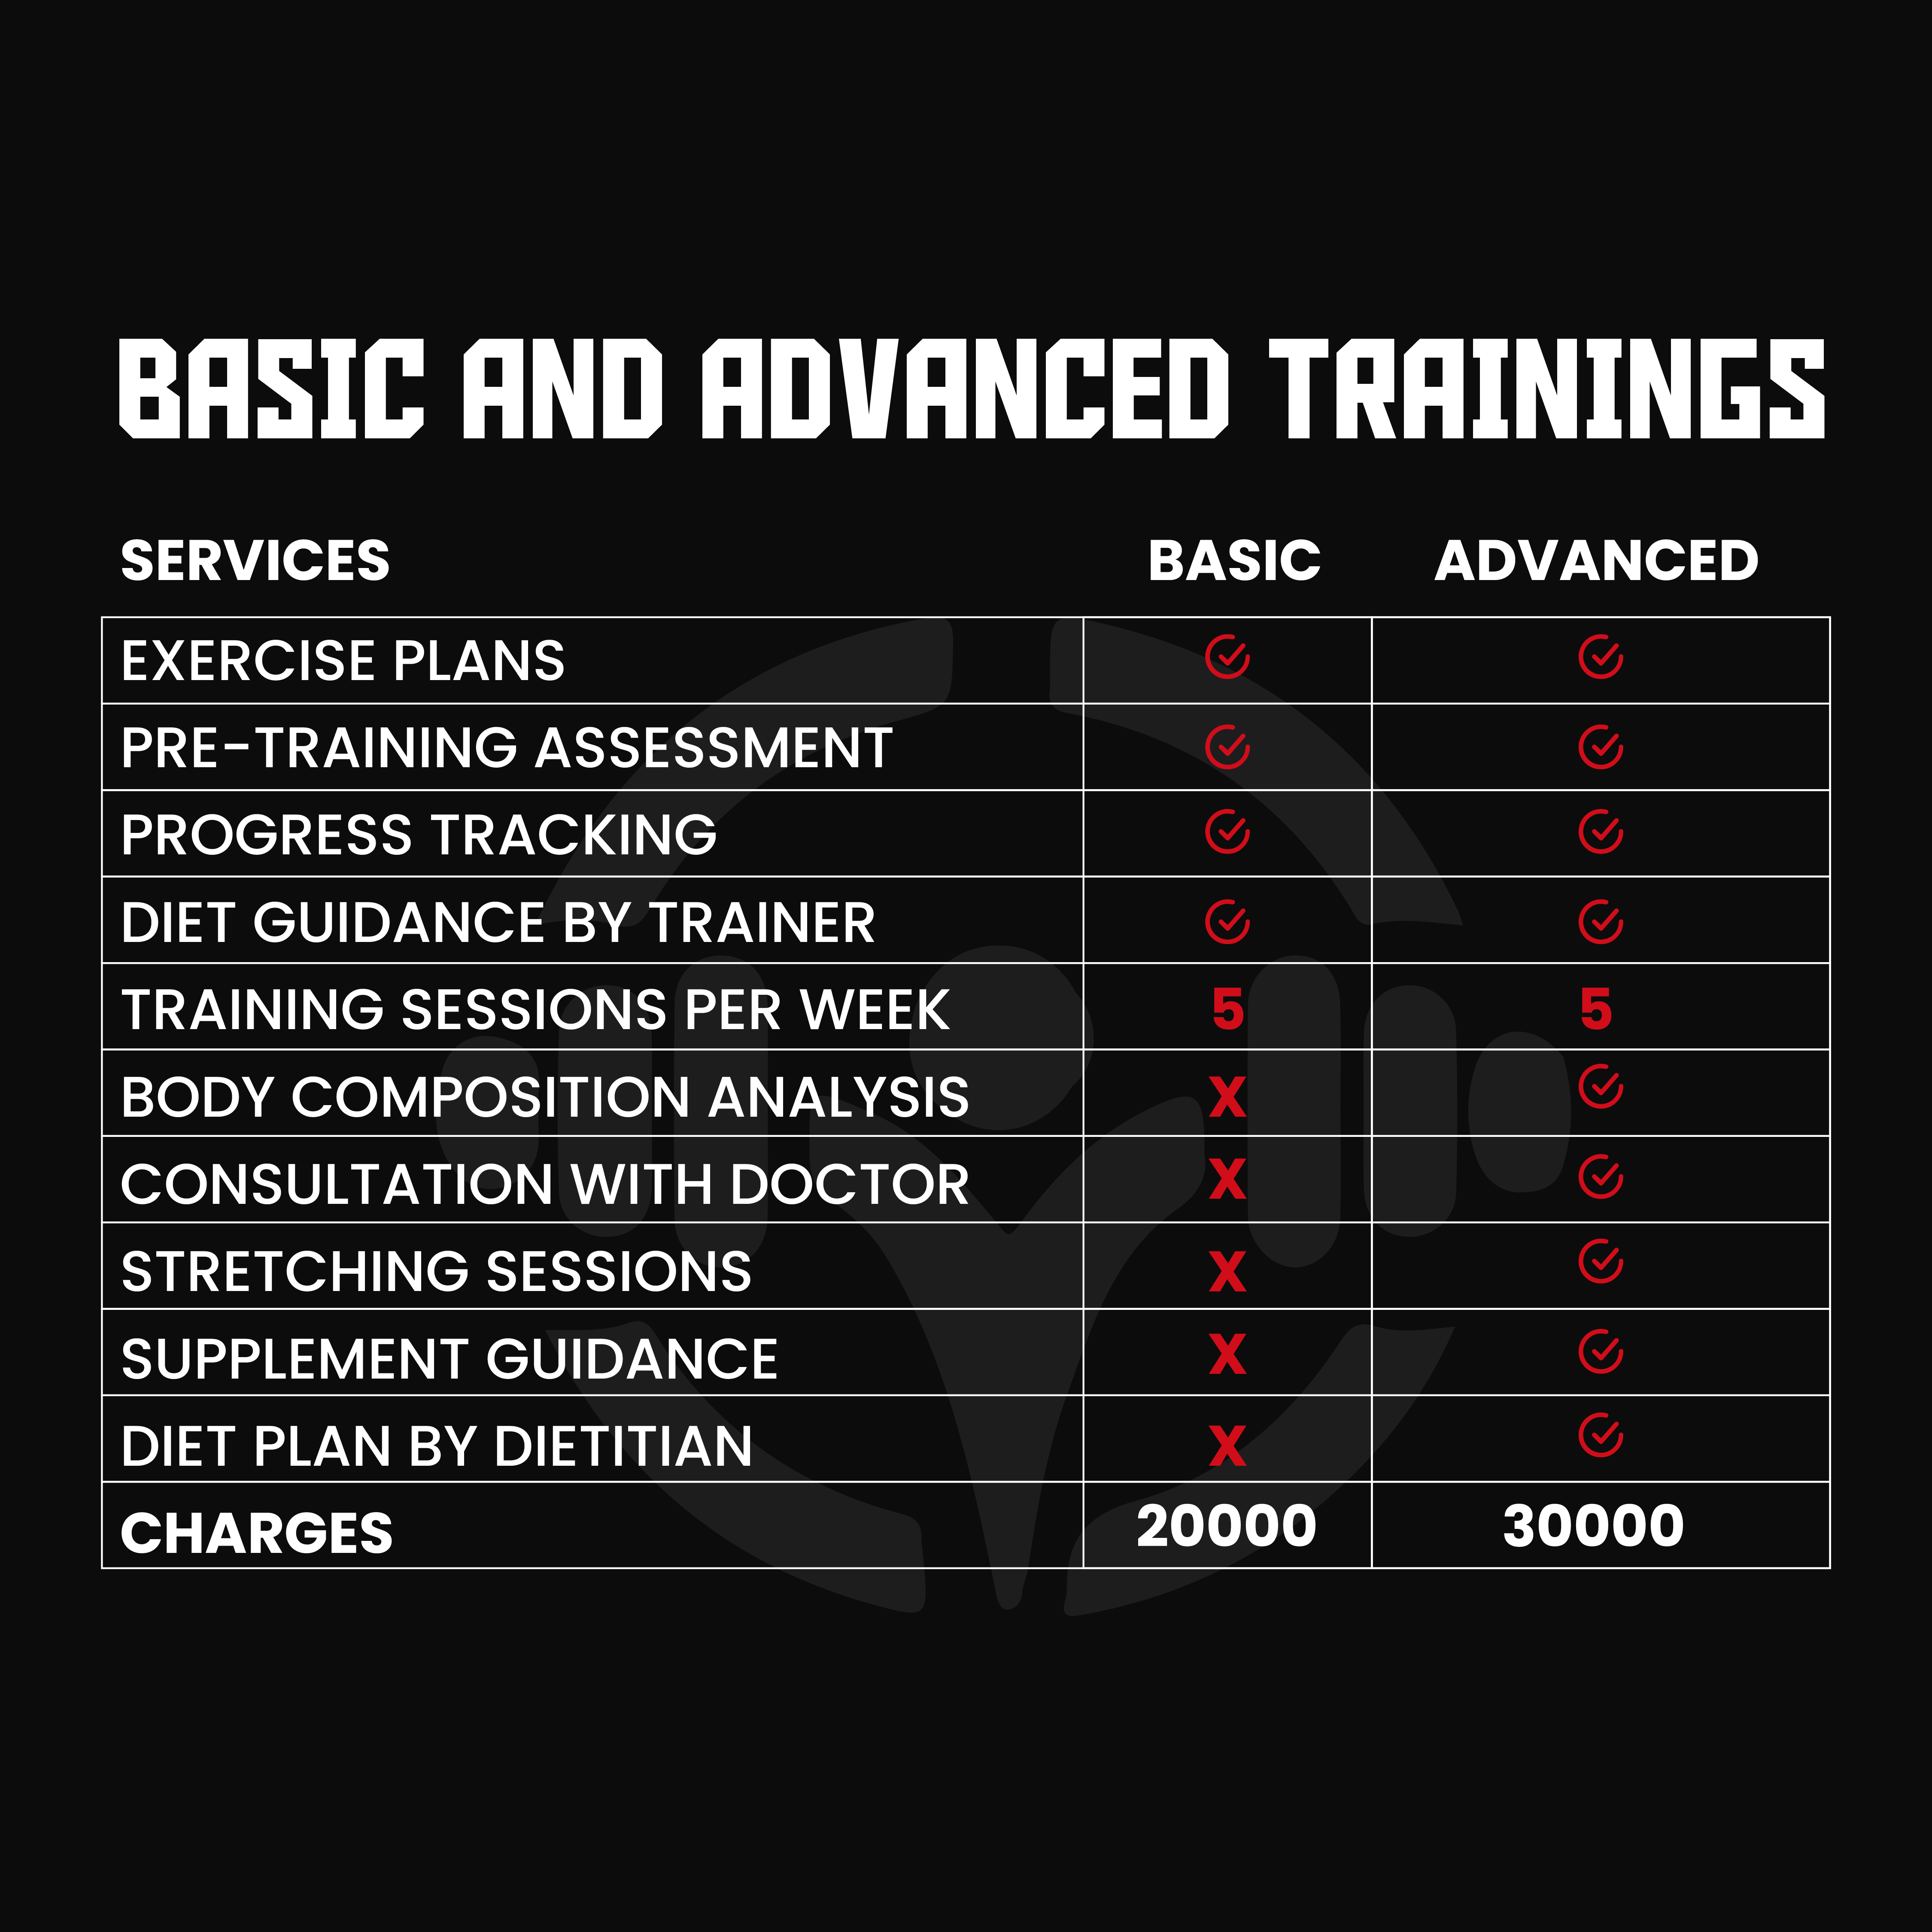 BASIC AND ADVANCED TRAININGS
SERVICES BASIC ADVANCED
EXERCISE PLANS
PRE-TRAINING ASSESSMENT
PROGRESS TRACKING
DIET GUIDANCE BY TRAINER
TRAINING SESSIONS PER WEEK 5 5
BODY COMPOSITION ANALYSIS X
CONSULTATION WITH DOCTOR X
STRETCHING SESSIONS X
SUPPLEMENT GUIDANCE X
DIET PLAN BY DIETITIAN X
CHARGES 20000 30000